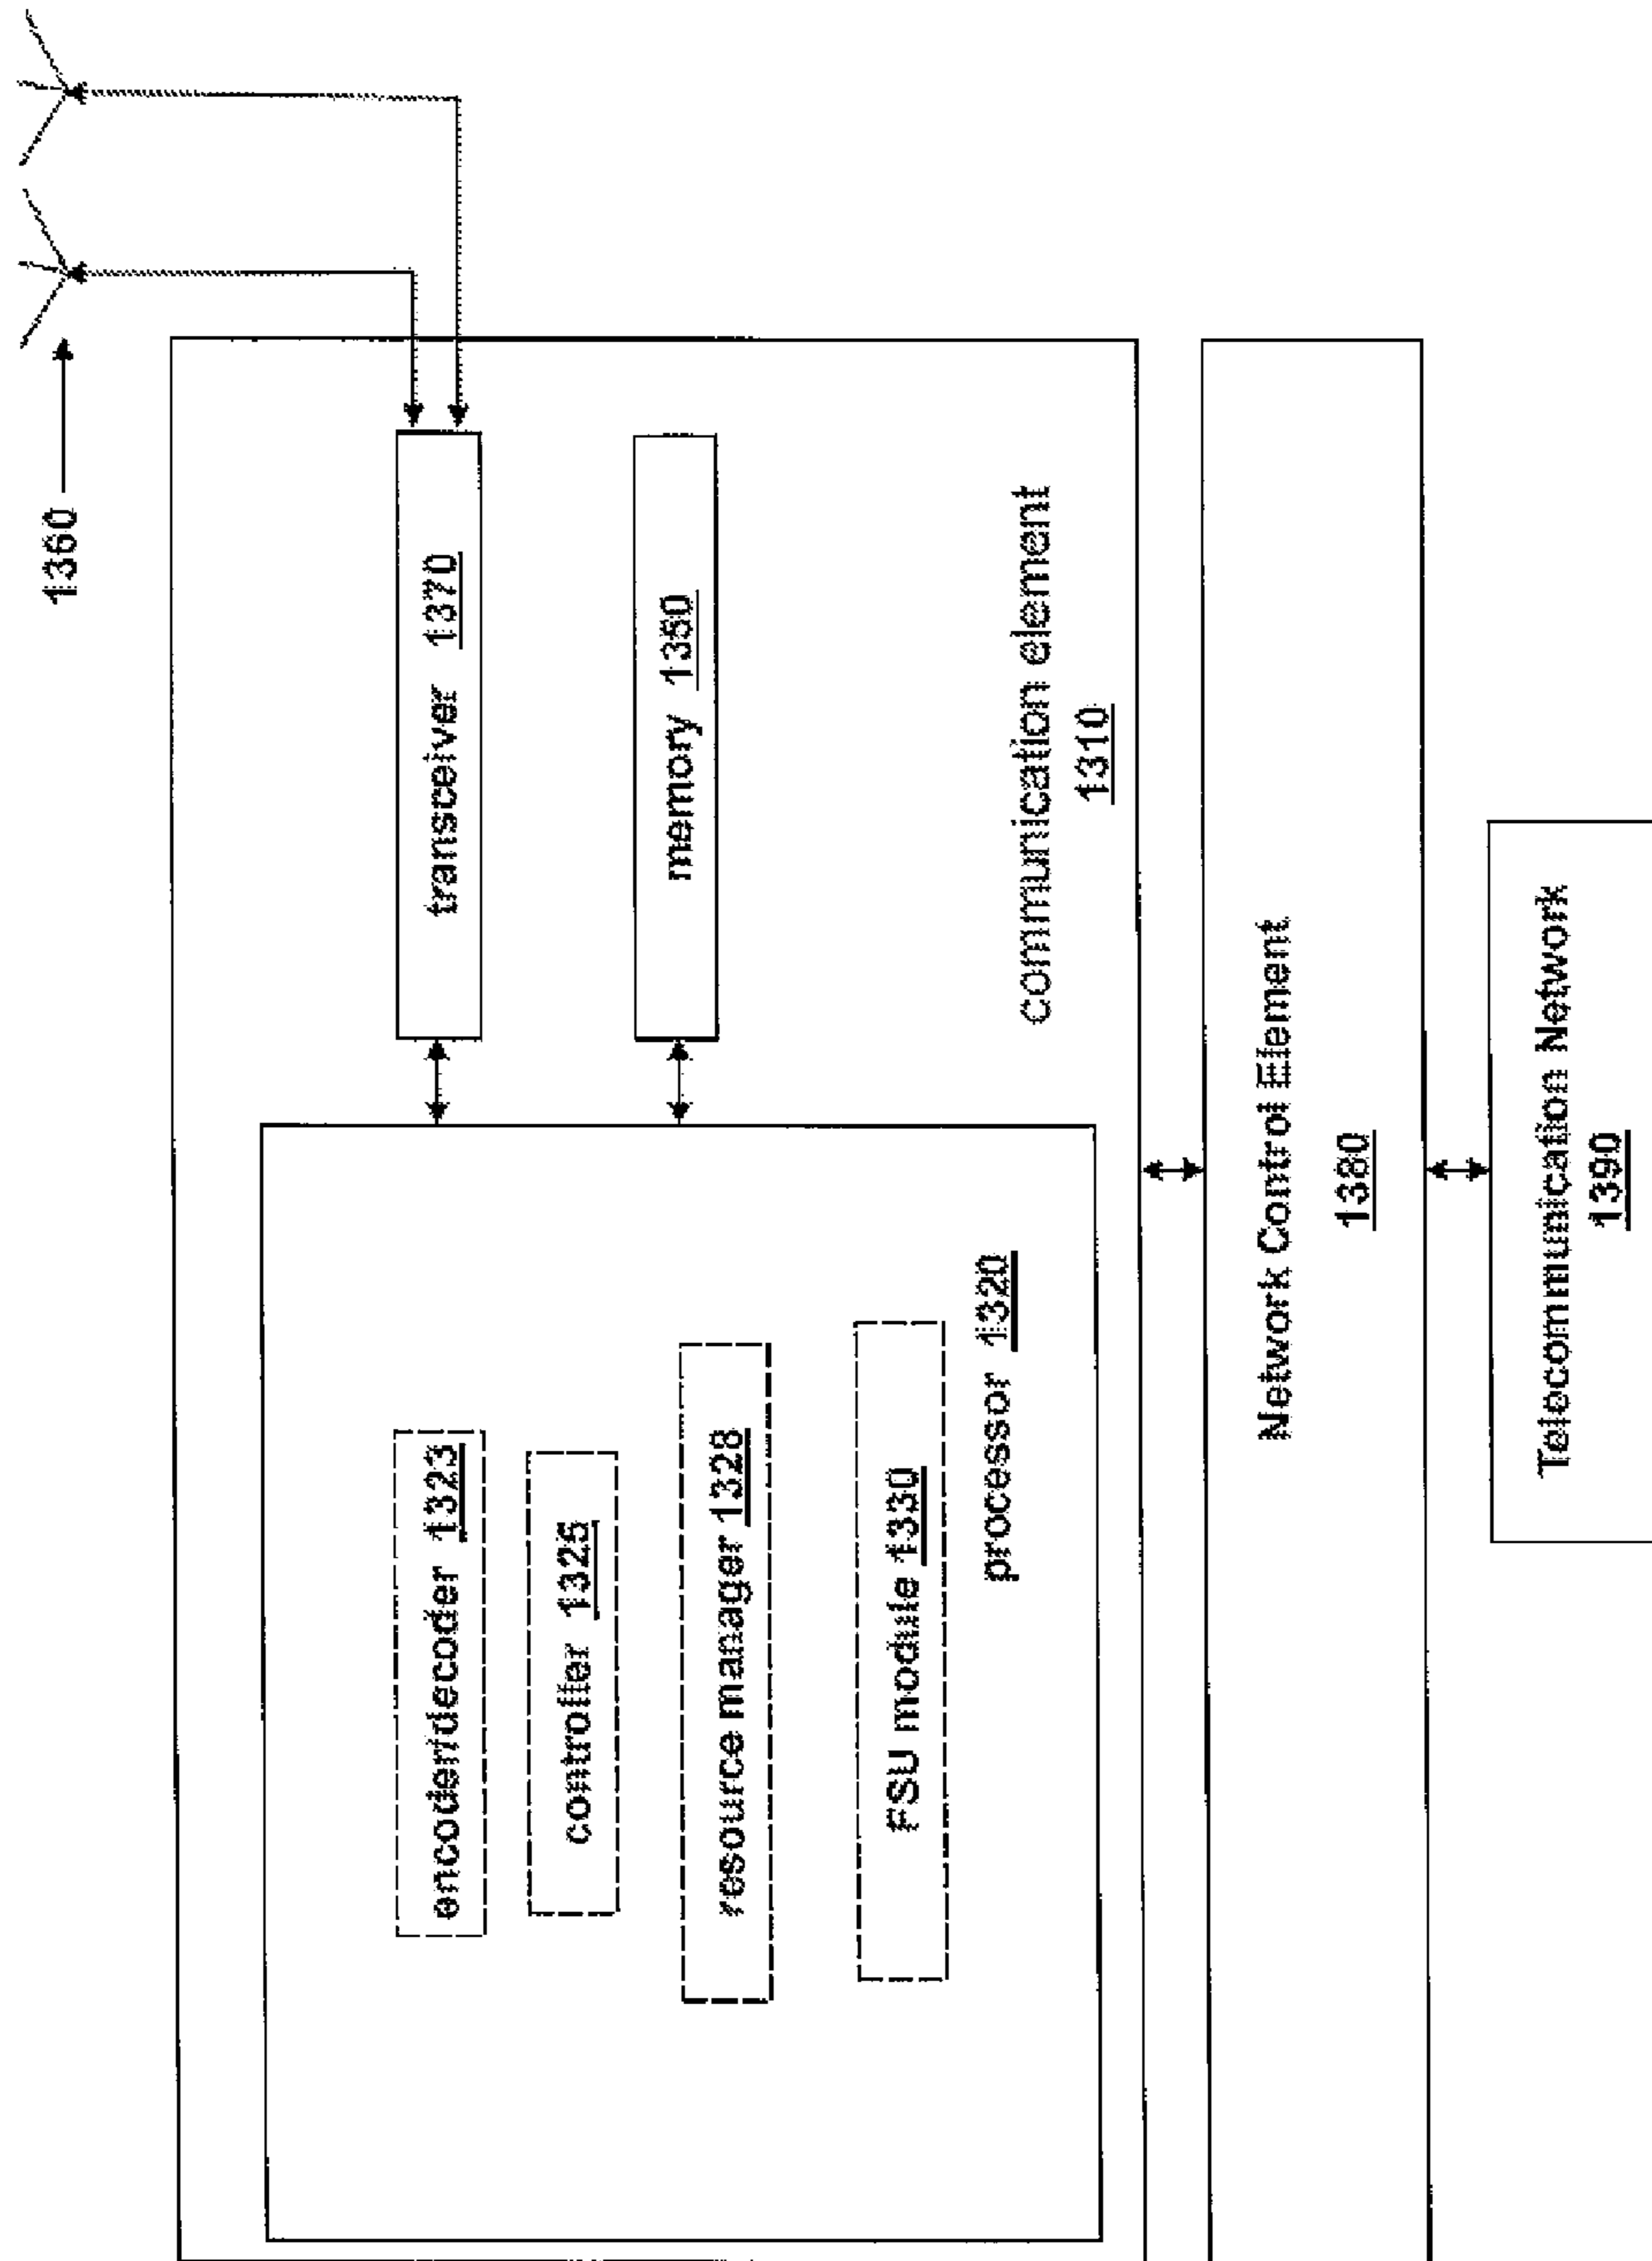 1360
transceiver 1370
memory 1350
communication element
1310
encoder/decoder 1323
controller 1325
resource manager 1328
FSU module 1330
processor 1320
Network Control Element
1380
Telecommunication Network
1390